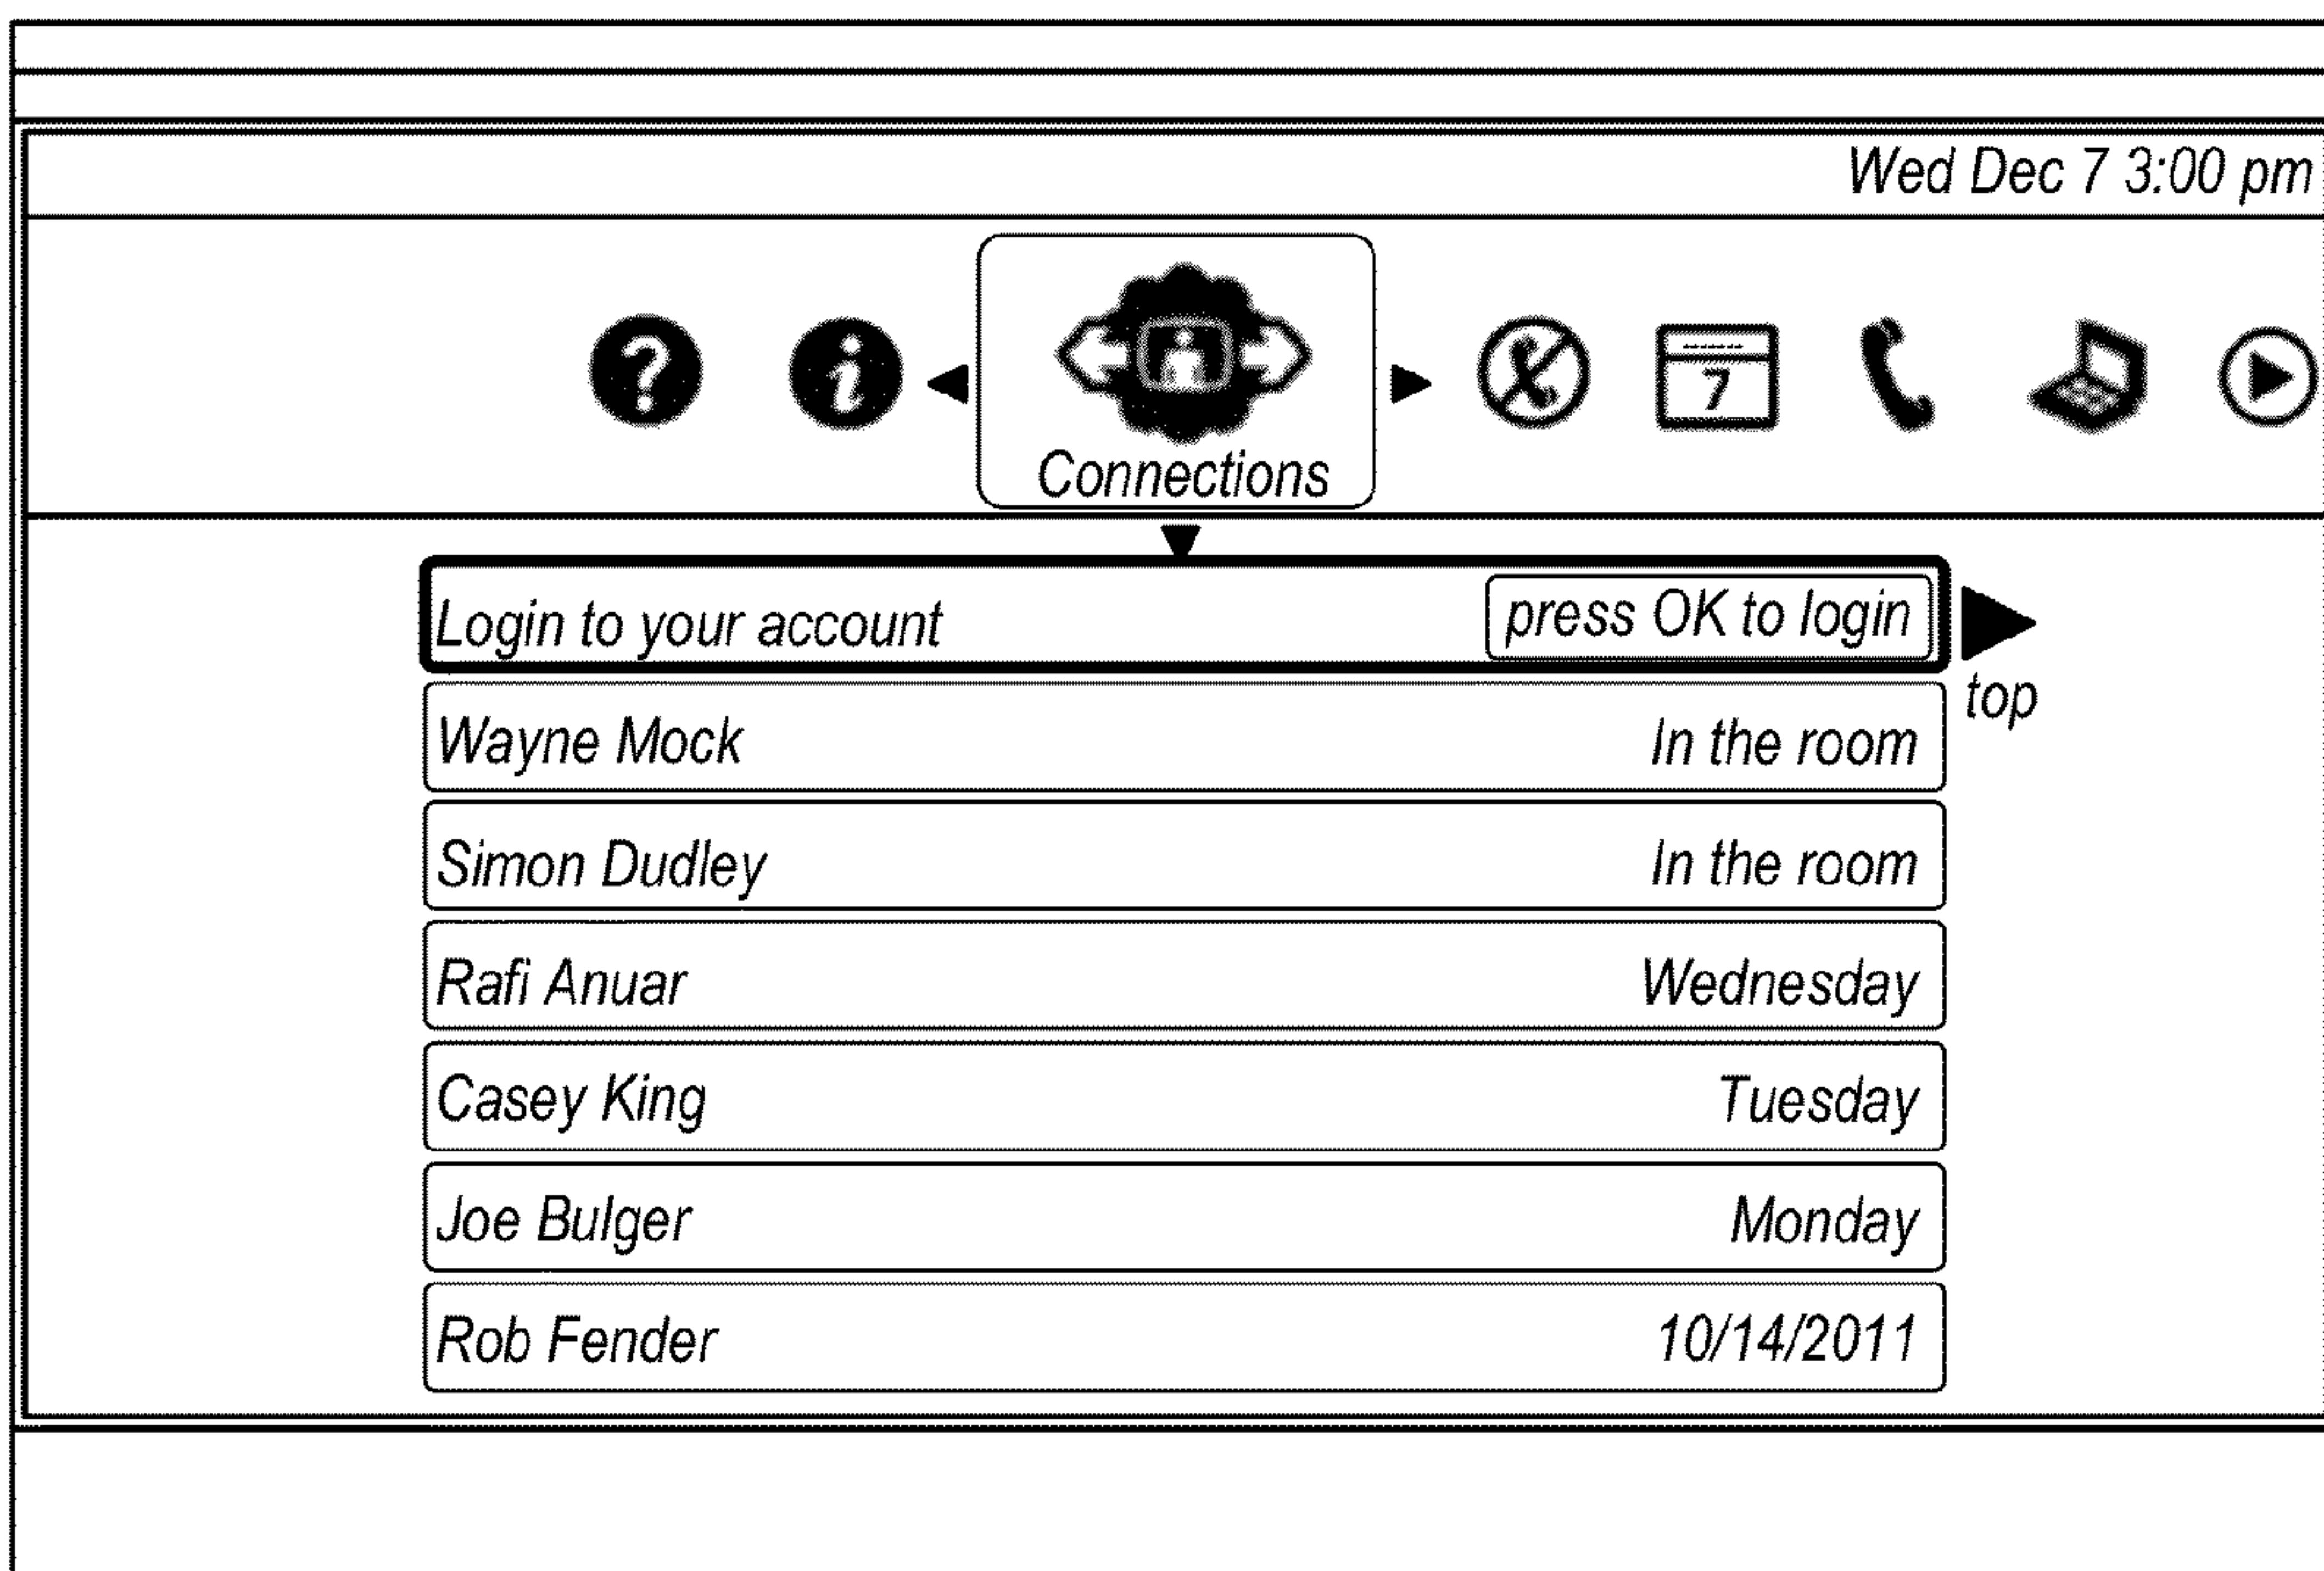 Wed Dec 7 3:00 pm
?
i
7
Connections
Login to your account press OK to login
top
Wayne Mock In the room
Simon Dudley In the room
Rafi Anuar Wednesday
Casey King Tuesday
Joe Bulger Monday
Rob Fender 10/14/2011